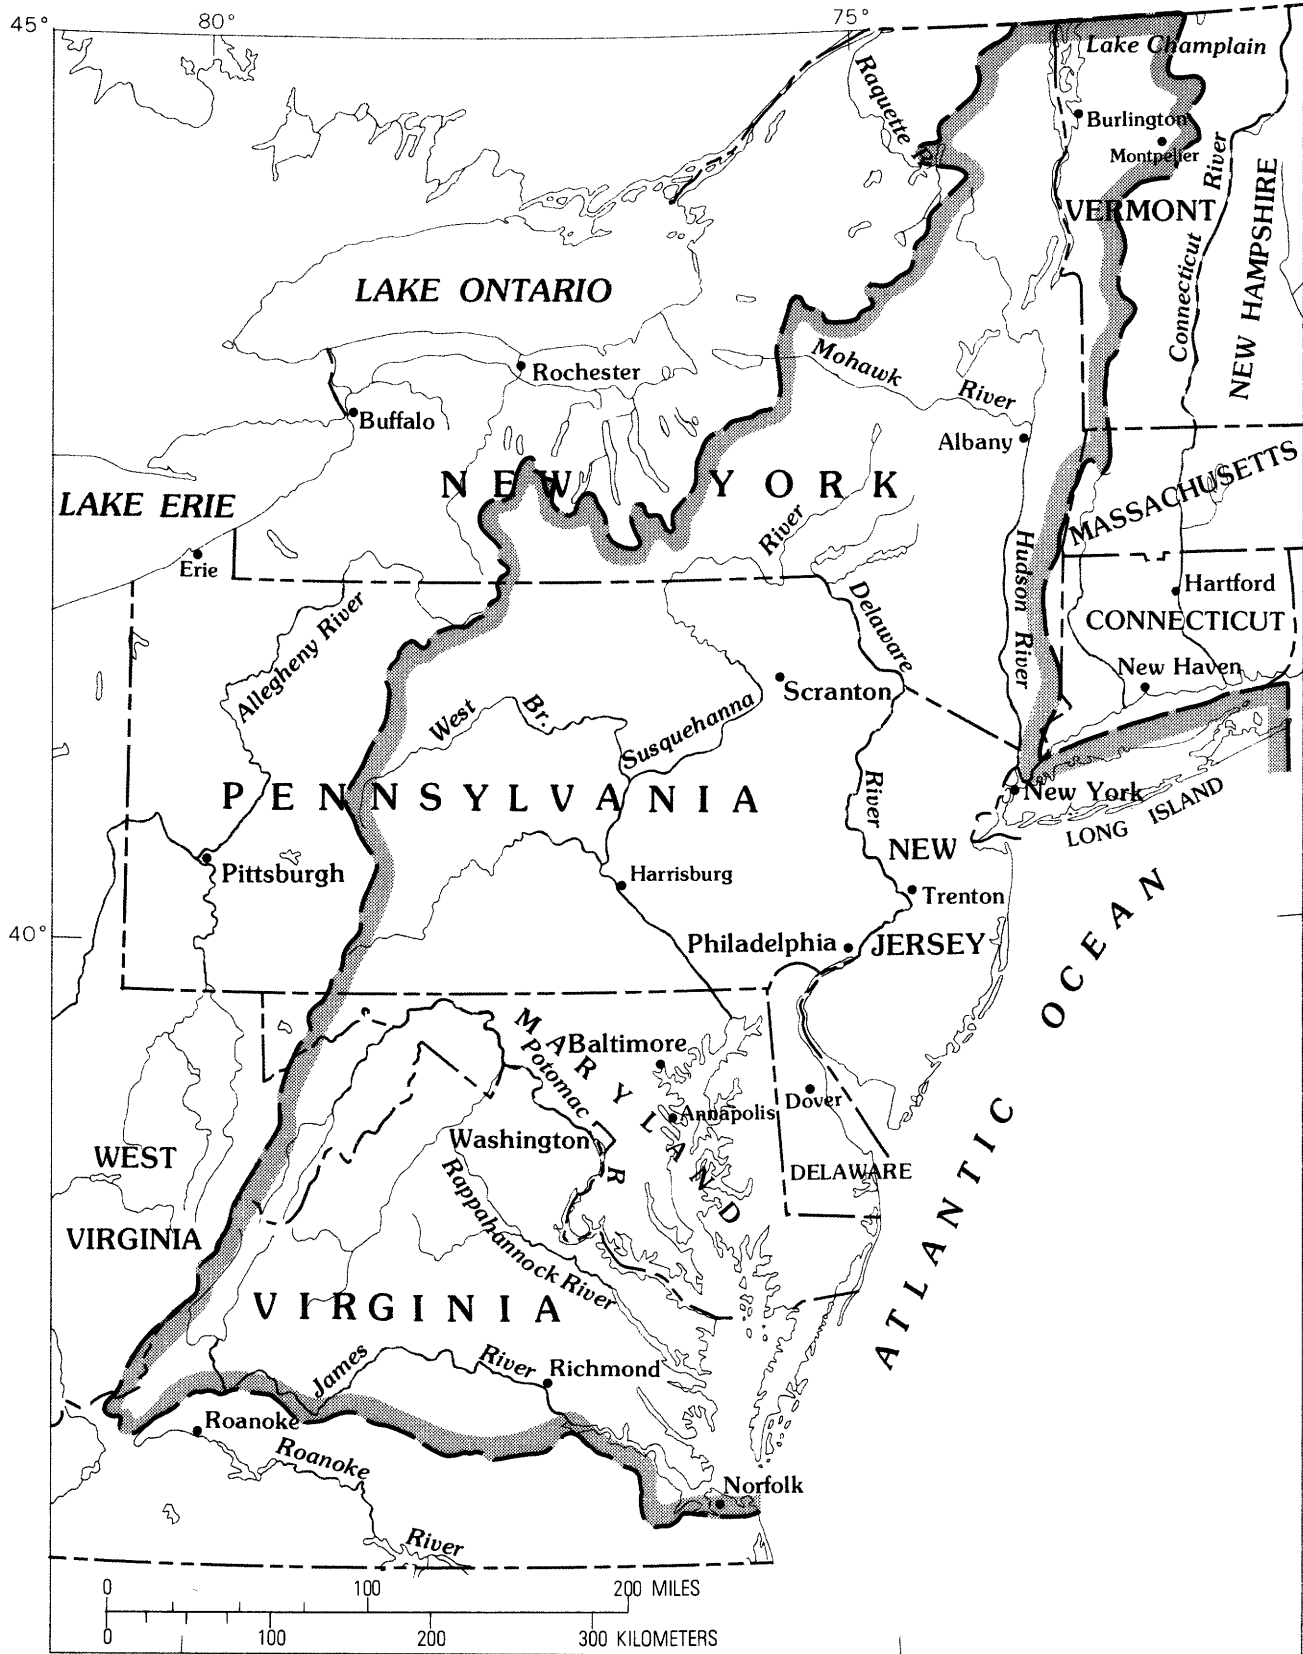 45°
80°
75°
Lake Champlain
Raquette R.
Burlington
Montpelier
River
VERMONT
Connecticut
NEW HAMPSHIRE
LAKE ONTARIO
Mohawk
River
Rochester
Buffalo
Albany
NEW YORK
MASSACHUSETTS
LAKE ERIE
River
Erie
Hudson River
Hartford
Delaware
CONNECTICUT
Allegheny River
New Haven
Scranton
West Br.
Susquehanna
River
PENNSYLVANIA
New York
LONG ISLAND
NEW
JERSEY
Pittsburgh
Harrisburg
Trenton
40°
Philadelphia
ATLANTIC OCEAN
MARYLAND
Baltimore
Potomac
R
Dover
Annapolis
Washington
WEST
VIRGINIA
DELAWARE
Rappahannock River
VIRGINIA
James
River
Richmond
Roanoke
Roanoke
River
Norfolk
0 100 200 MILES
0 100 200 300 KILOMETERS